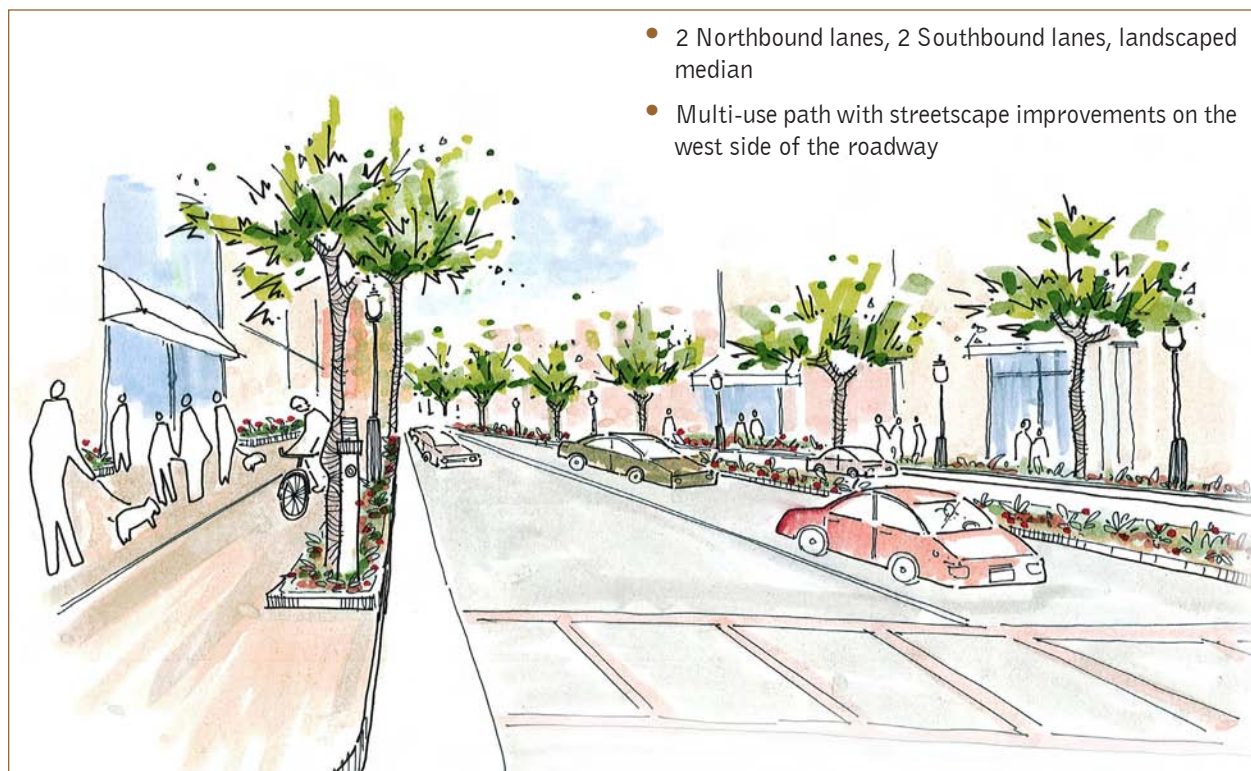 • 2 Northbound lanes, 2 Southbound lanes, landscaped
median
• Multi-use path with streetscape improvements on the
west side of the roadway